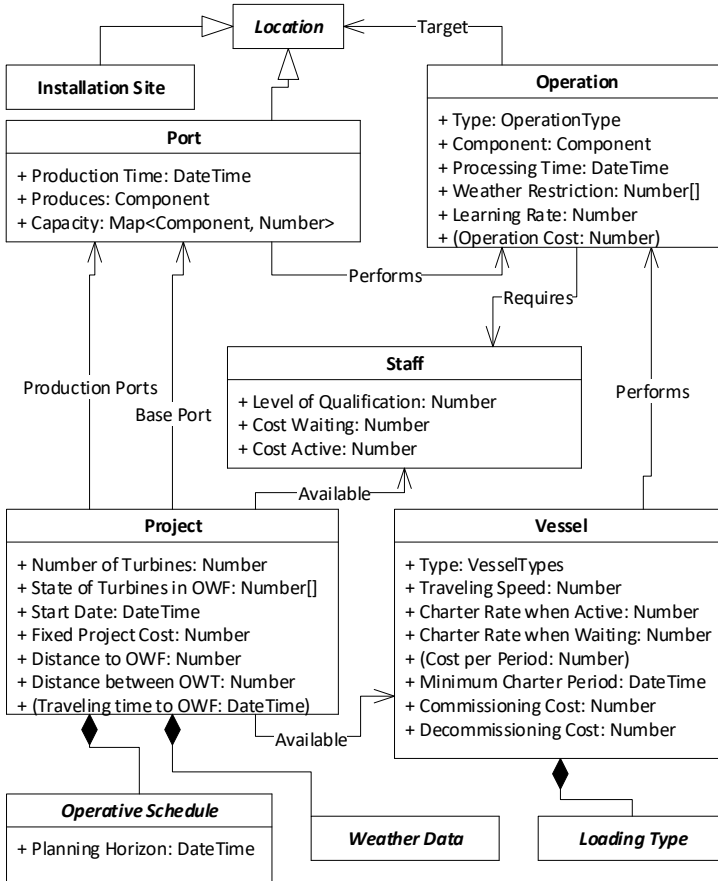 Location
Target
Installation Site
Operation
+ Type: OperationType
+ Component: Component
+ Processing Time: DateTime
+ Weather Restriction: Number[]
+ Learning Rate: Number
+ (Operation Cost: Number)
Port
+ Production Time: DateTime
+ Produces: Component
+ Capacity: Map<Component, Number>
Performs
Requires
Staff
+ Level of Qualification: Number
+ Cost Waiting: Number
+ Cost Active: Number
Production Ports
Base Port
Performs
Available
Project
+ Number of Turbines: Number
+ State of Turbines in OWF: Number[]
+ Start Date: DateTime
+ Fixed Project Cost: Number
+ Distance to OWF: Number
+ Distance between OWT: Number
+ (Traveling time to OWF: DateTime)
Vessel
+ Type: VesselTypes
+ Traveling Speed: Number
+ Charter Rate when Active: Number
+ Charter Rate when Waiting: Number
+ (Cost per Period: Number)
+ Minimum Charter Period: DateTime
+ Commissioning Cost: Number
+ Decommissioning Cost: Number
Available
Operative Schedule
+ Planning Horizon: DateTime
Weather Data
Loading Type